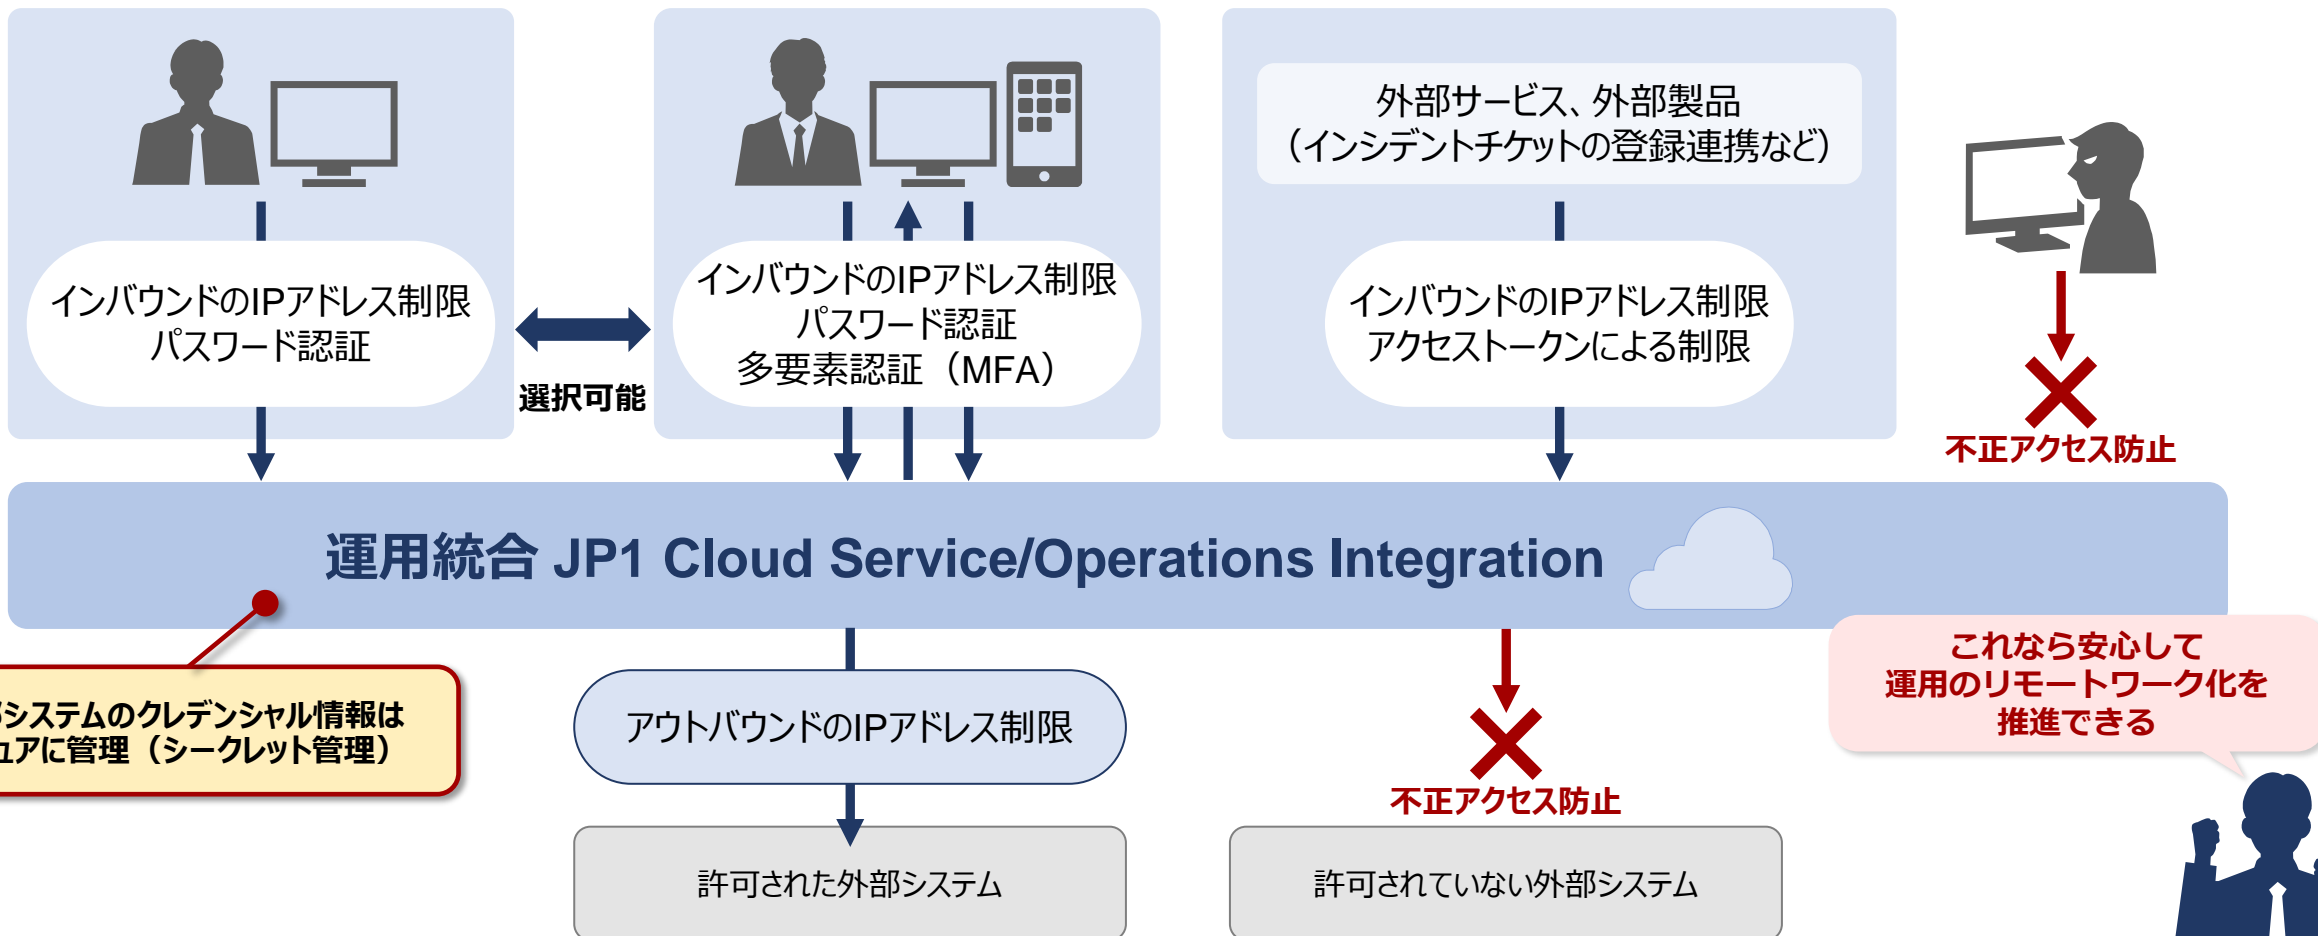 外部サービス、外部製品
（インシデントチケットの登録連携など）
インバウンドのIPアドレス制限
パスワード認証
選択可能
インバウンドのIPアドレス制限
パスワード認証
多要素認証（MFA）
インバウンドのIPアドレス制限
アクセストークンによる制限
不正アクセス防止
運用統合 JP1 Cloud Service/Operations Integration
システムのクレデンシャル情報は
ュアに管理（シークレット管理）
アウトバウンドのIPアドレス制限
不正アクセス防止
これなら安心して
運用のリモートワーク化を
推進できる
許可された外部システム
許可されていない外部システム